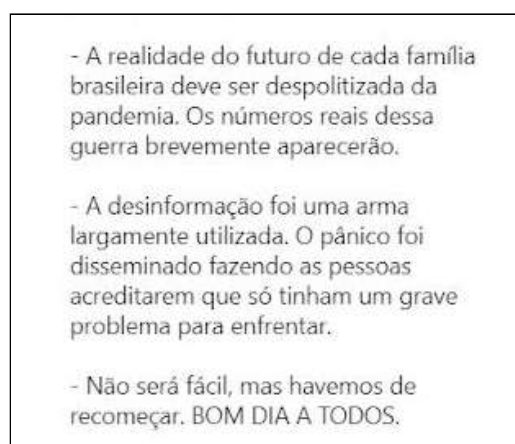 - A realidade do futuro de cada família
brasileira deve ser despolitizada da
pandemia. Os números reais dessa
guerra brevemente aparecerão.
- A desinformação foi uma arma
largamente utilizada. O pânico foi
disseminado fazendo as pessoas
acreditarem que só tinham um grave
problema para enfrentar.
- Não será fácil, mas havemos de
recomeçar. BOM DIA A TODOS.